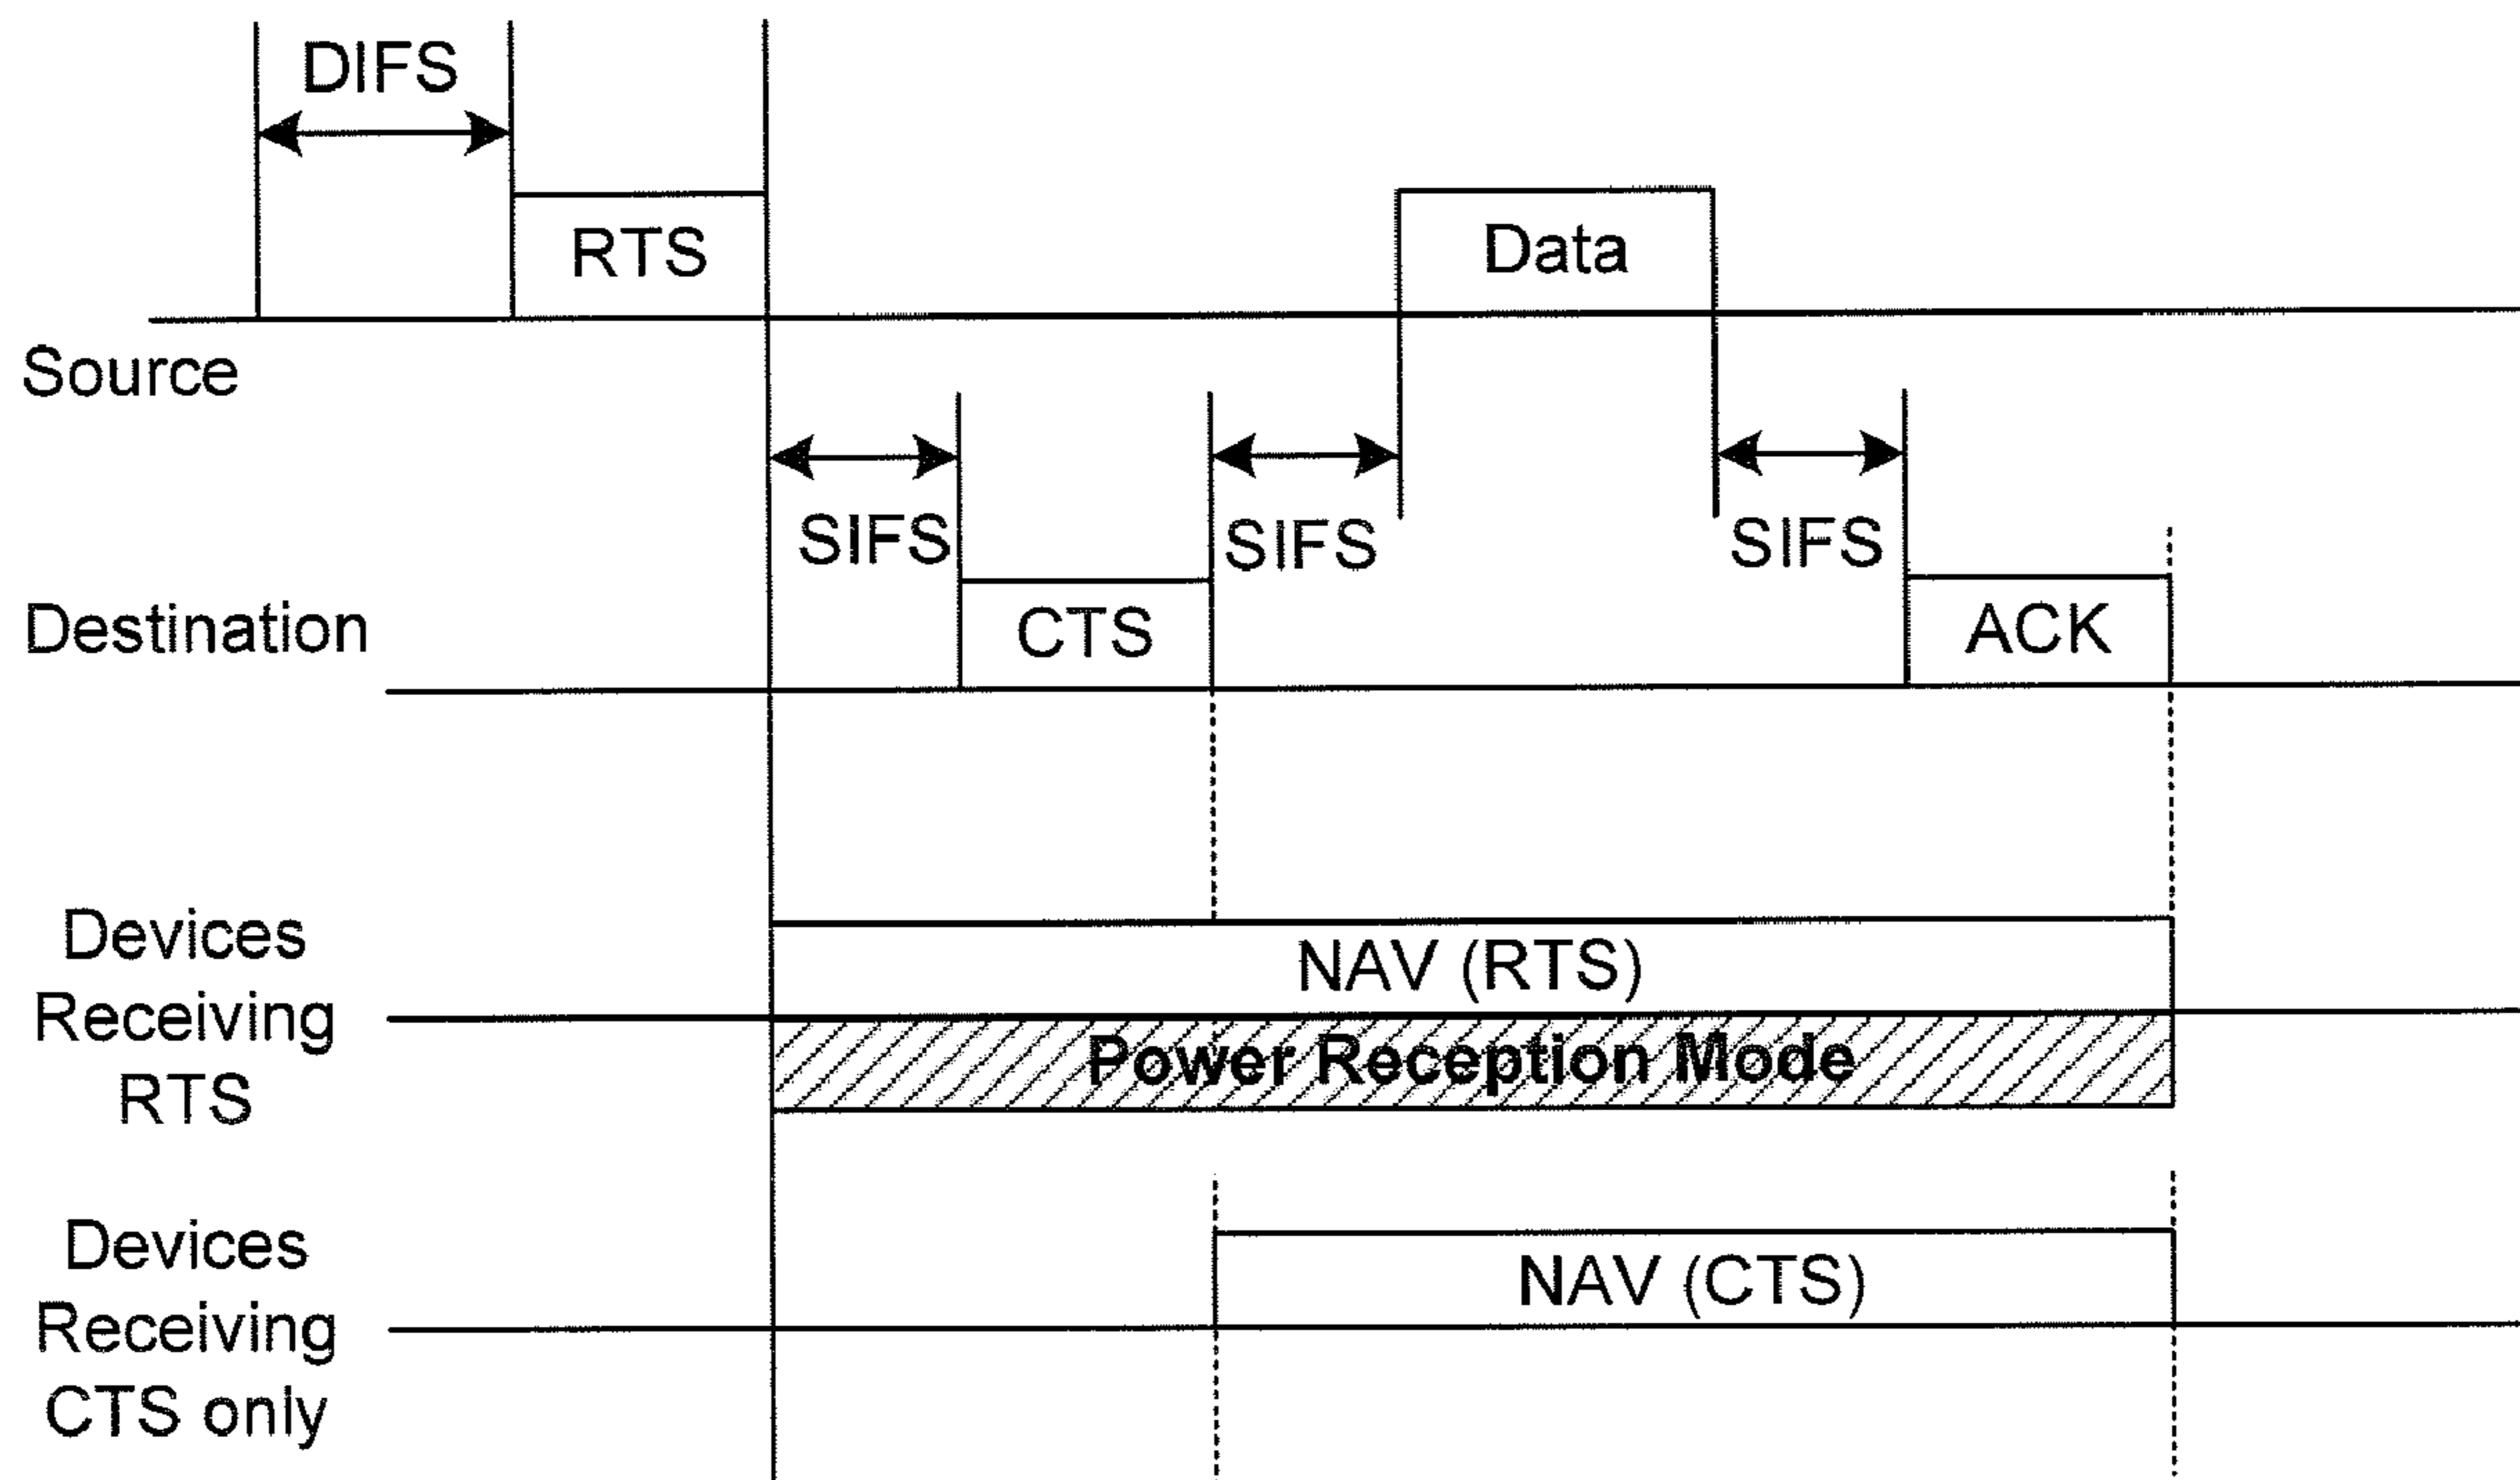 DIFS
RTS
Data
Source
SIFS
SIFS
SIFS
Destination
CTS
ACK
Devices
Receiving
RTS
NAV (RTS)
Power Reception Mode
Devices
Receiving
CTS only
NAV (CTS)